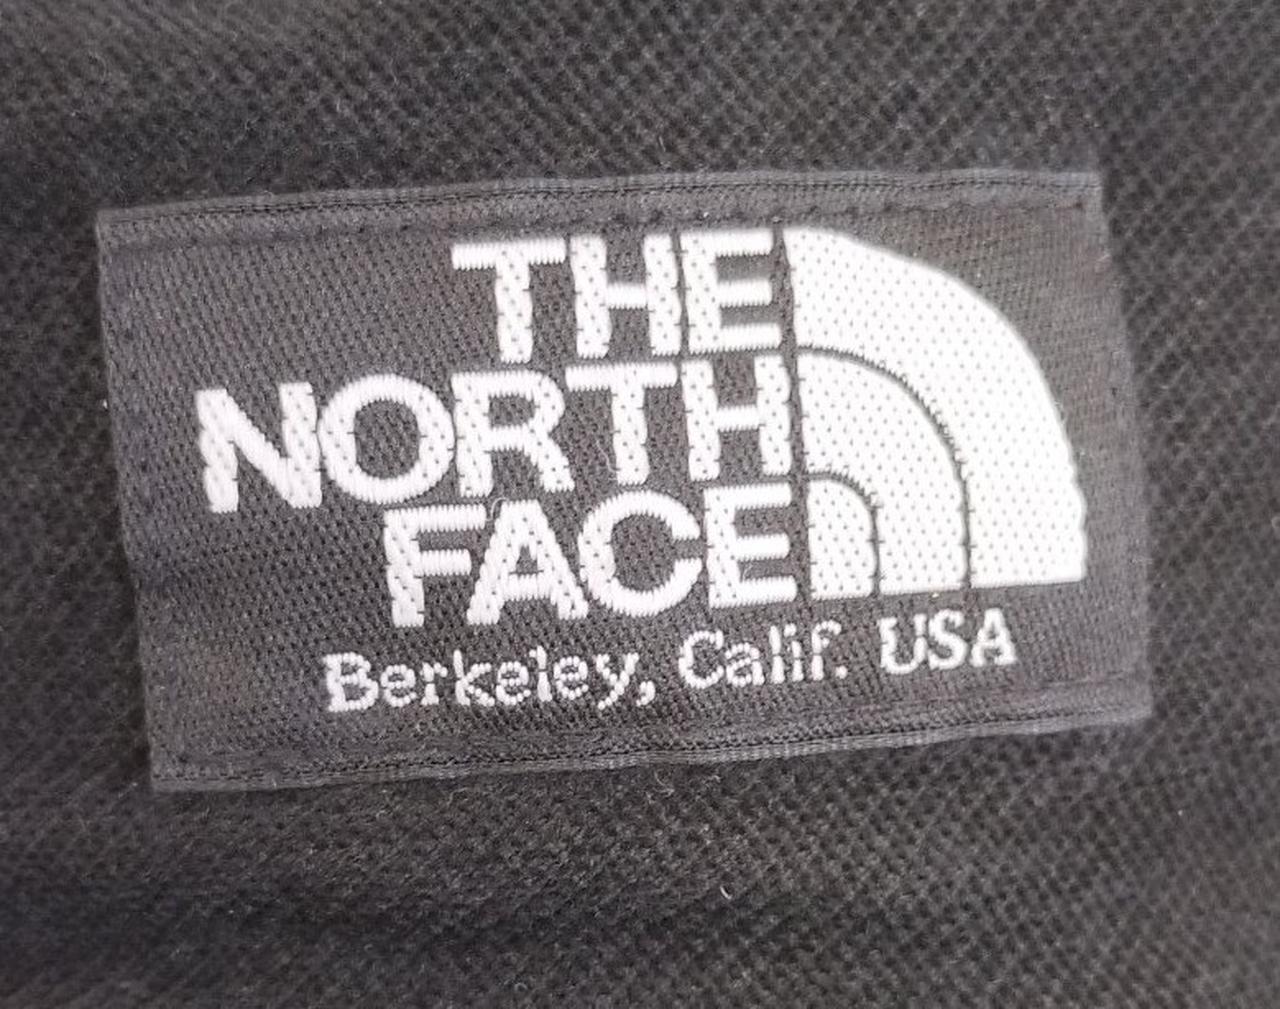 THE
NORTH
FACE
Berkeley, Calif. USA